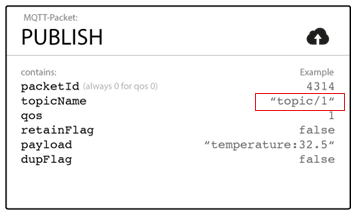 MQTT-Packet:
PUBLISH
contains: Example
packetId (always 0 for qos 0) 4314
topicName "topic/1"
qos 1
retainFlag false
payload "temperature:32.5"
dupFlag false